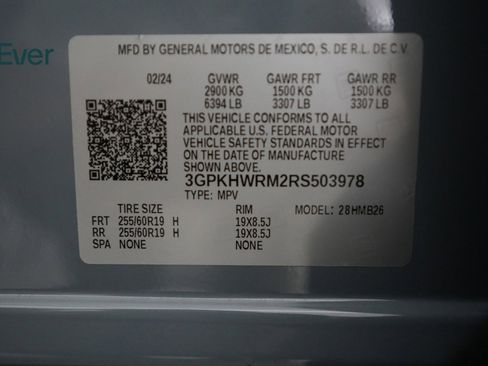 Ever
MFD BY GENERAL MOTORS DE MEXICO, S. DE R.L. DE C.V.
02/24 GVWR GAWR FRT GAWR RR
2900 KG 1500 KG 1500 KG
6394 LB 3307 LB 3307 LB
THIS VEHICLE CONFORMS TO ALL
APPLICABLE U.S. FEDERAL MOTOR
VEHICLE SAFETY STANDARDS IN EFFECT
ON THE DATE OF MANUFACTURE
SHOWN ABOVE.
3GPKHWRM2RS503978
TYPE: MPV
TIRE SIZE RIM MODEL: 28HMB26
FRT 255/60R19 H 19X8.5J
RR 255/60R19 H 19X8.5J
SPA NONE NONE